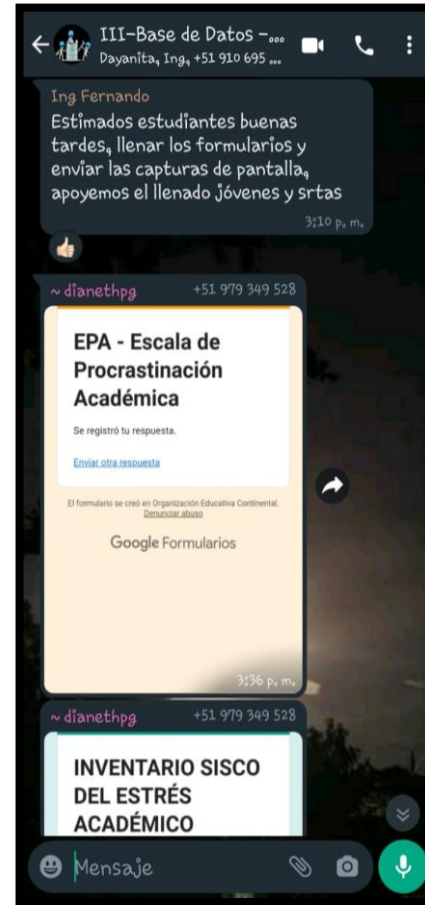 III-Base de Datos -...
Dayanita, Ing, +51 910 695 ...
Ing Fernando
Estimados estudiantes buenas
tardes, llenar los formularios y
enviar las capturas de pantalla,
apoyemos el llenado jóvenes y srtas
3:10 p. m.
~ dianethpg +51 979 349 528
EPA - Escala de
Procrastinación
Académica
Se registró tu respuesta.
Enviar otra respuesta
El formulario se creó en Organización Educativa Continental.
Denunciar abuso
Google Formularios
3:36 p. m.
~ dianethpg +51 979 349 528
INVENTARIO SISCO
DEL ESTRÉS
ACADÉMICO
Mensaje